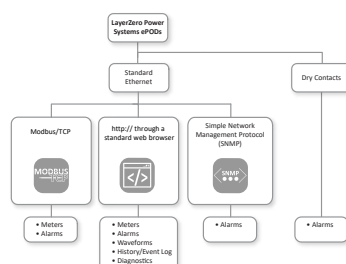 LayerZero Power
Systems ePODs
Standard
Ethernet
Dry Contacts
Modbus/TCP
http:// through a
standard web browser
Simple Network
Management Protocol
(SNMP)
MODBUS
</>
SNMP
• Meters
• Alarms
• Meters
• Alarms
• Waveforms
• History/Event Log
• Diagnostics
• Alarms
• Alarms